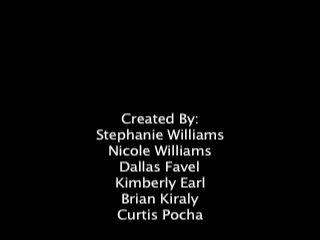 Created By:
Stephanie Williams
Nicole Williams
Dallas Favel
Kimberly Earl
Brian Kiraly
Curtis Pocha